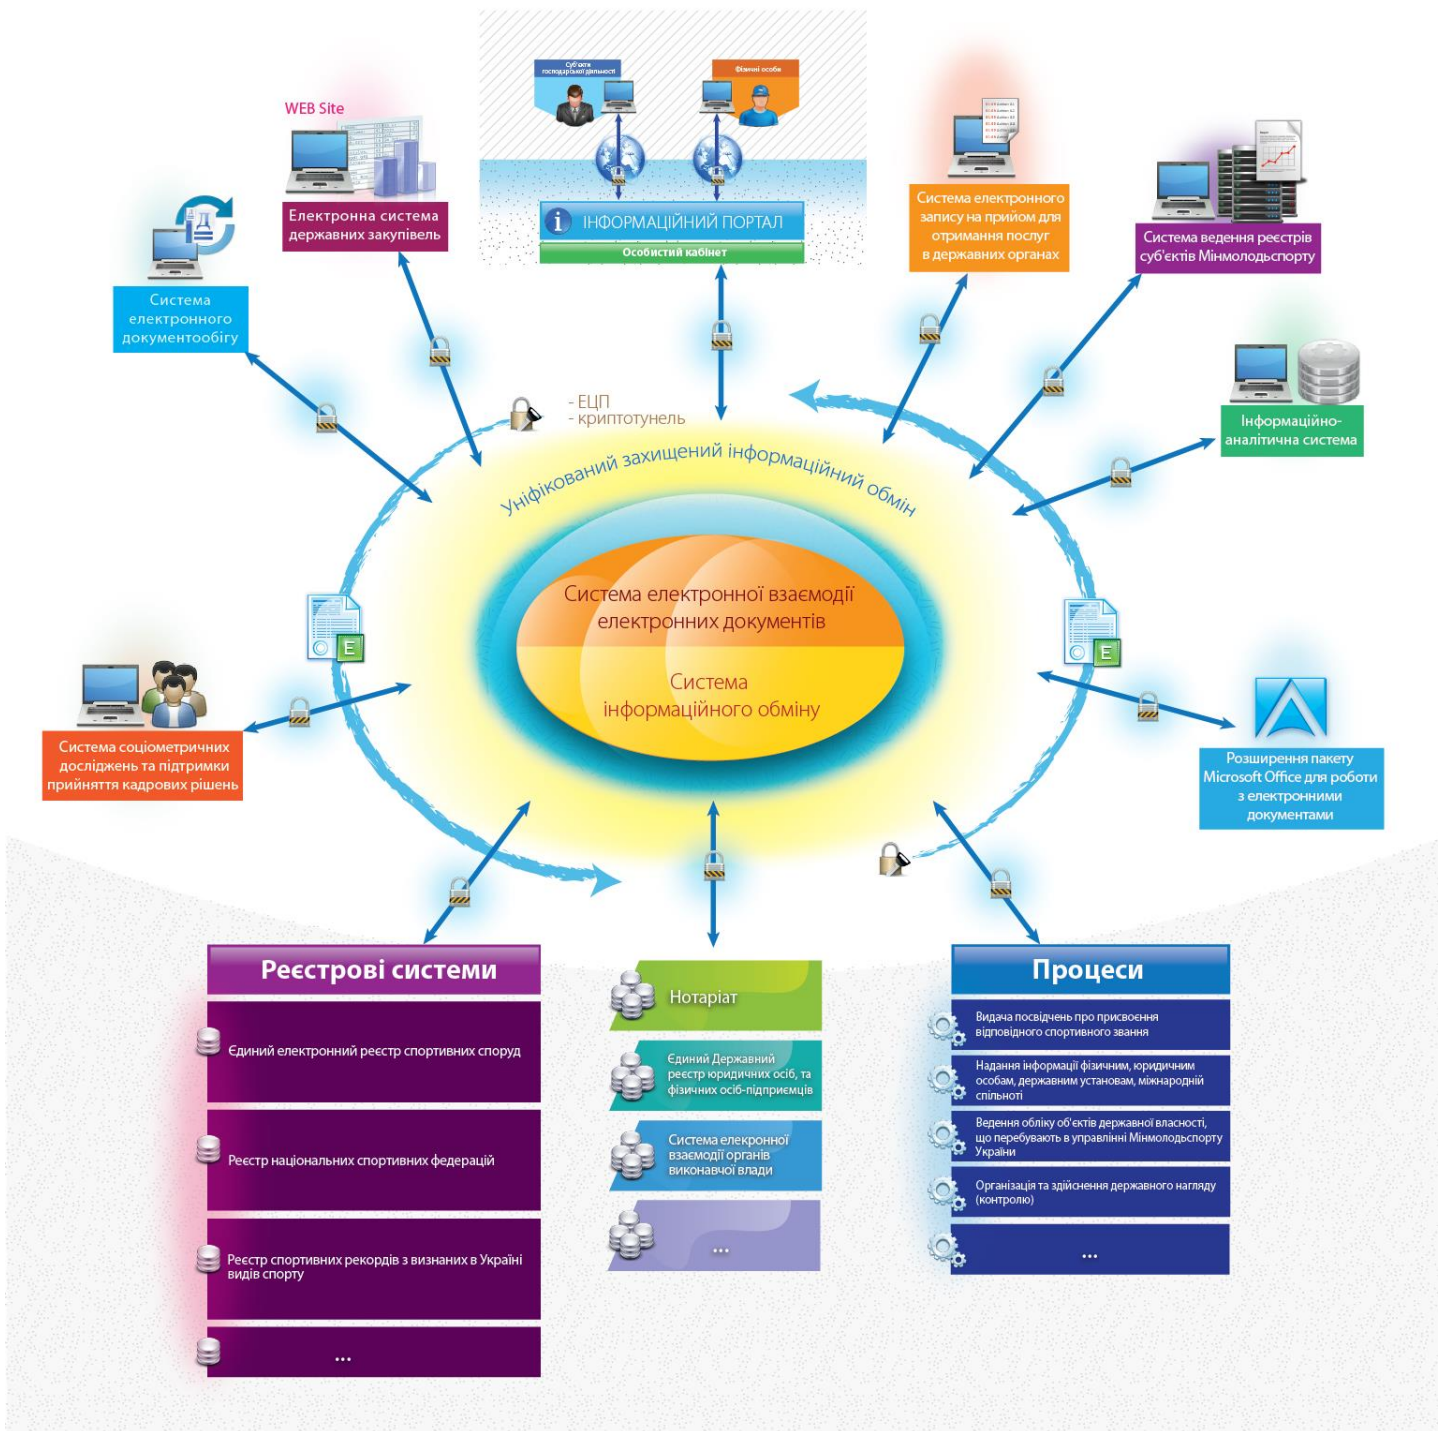 Суб'єкти
господарської діяльності
Фізичні особи
WEB Site
Електронна система
державних закупівель
ІНФОРМАЦІЙНИЙ ПОРТАЛ
Особистий кабінет
Система електронного
запису на прийом для
отримання послуг
в державних органах
Система ведення реєстрів
суб'єктів Мінмолодьспорту
Система
електронного
документообігу
Інформаційно-
аналітична система
- ЕЦП
- криптотунель
Уніфікований захищений інформаційний обмін
Система електронної взаємодії
електронних документів
Система
інформаційного обміну
E
E
Система соціометричних
досліджень та підтримки
прийняття кадрових рішень
Розширення пакету
Microsoft Office для роботи
з електронними
документами
Реєстрові системи
Єдиний електронний реєстр спортивних споруд
Реєстр національних спортивних федерацій
Реєстр спортивних рекордів з визнаних в Україні
видів спорту
...
Нотаріат
Єдиний Державний
реєстр юридичних осіб, та
фізичних осіб-підприємців
Система елекронної
взаємодії органів
виконавчої влади
...
Процеси
Видача посвідчень про присвоєння
відповідного спортивного звання
Надання інформації фізичним, юридичним
особам, державним установам, міжнародній
спільноті
Ведення обліку об'єктів державної власності,
що перебувають в управлінні Мінмолодьспорту
України
Організація та здійснення державного нагляду
(контролю)
...